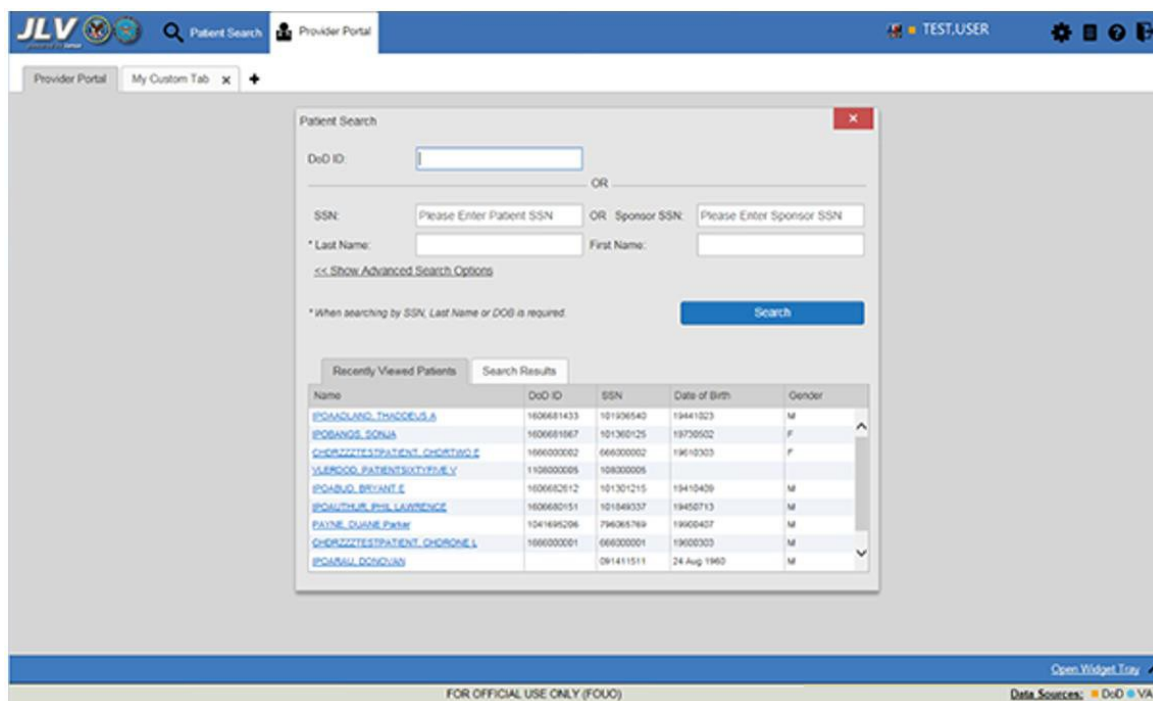 JLV Patient Search Provider Portal TEST.USER
Provider Portal My Custom Tab x +
Patient Search x
DoD ID:
OR
SSN: Please Enter Patient SSN OR Sponsor SSN: Please Enter Sponsor SSN
* Last Name: First Name:
<< Show Advanced Search Options
* When searching by SSN, Last Name or DOB is required. Search
Recently Viewed Patients Search Results
Name DoD ID SSN Date of Birth Gender
IPOAADLAND, THADDEUS A 1606681433 101936540 19441023 M
IPOBANGS, SONJA 1606681867 101360125 19730502 F
CHDRZZZTESTPATIENT, CHDRTWO E 1666000002 666000002 19610303 F
VLERDOD, PATIENTSIXTYFIVE V 1108000005 108000005
IPOABUD, BRYANT E 1606682612 101301215 19410409 M
IPOAUTHUR, PHIL LAWRENCE 1606680151 101849337 19450713 M
PAYNE, DUANE Parker 1041695206 796065769 19900407 M
CHDRZZZTESTPATIENT, CHDRONE L 1666000001 666000001 19600303 M
IPOARAU, DONOVAN 091411511 24 Aug 1960 M
Open Widget Tray
FOR OFFICIAL USE ONLY (FOUO) Data Sources: DoD VA